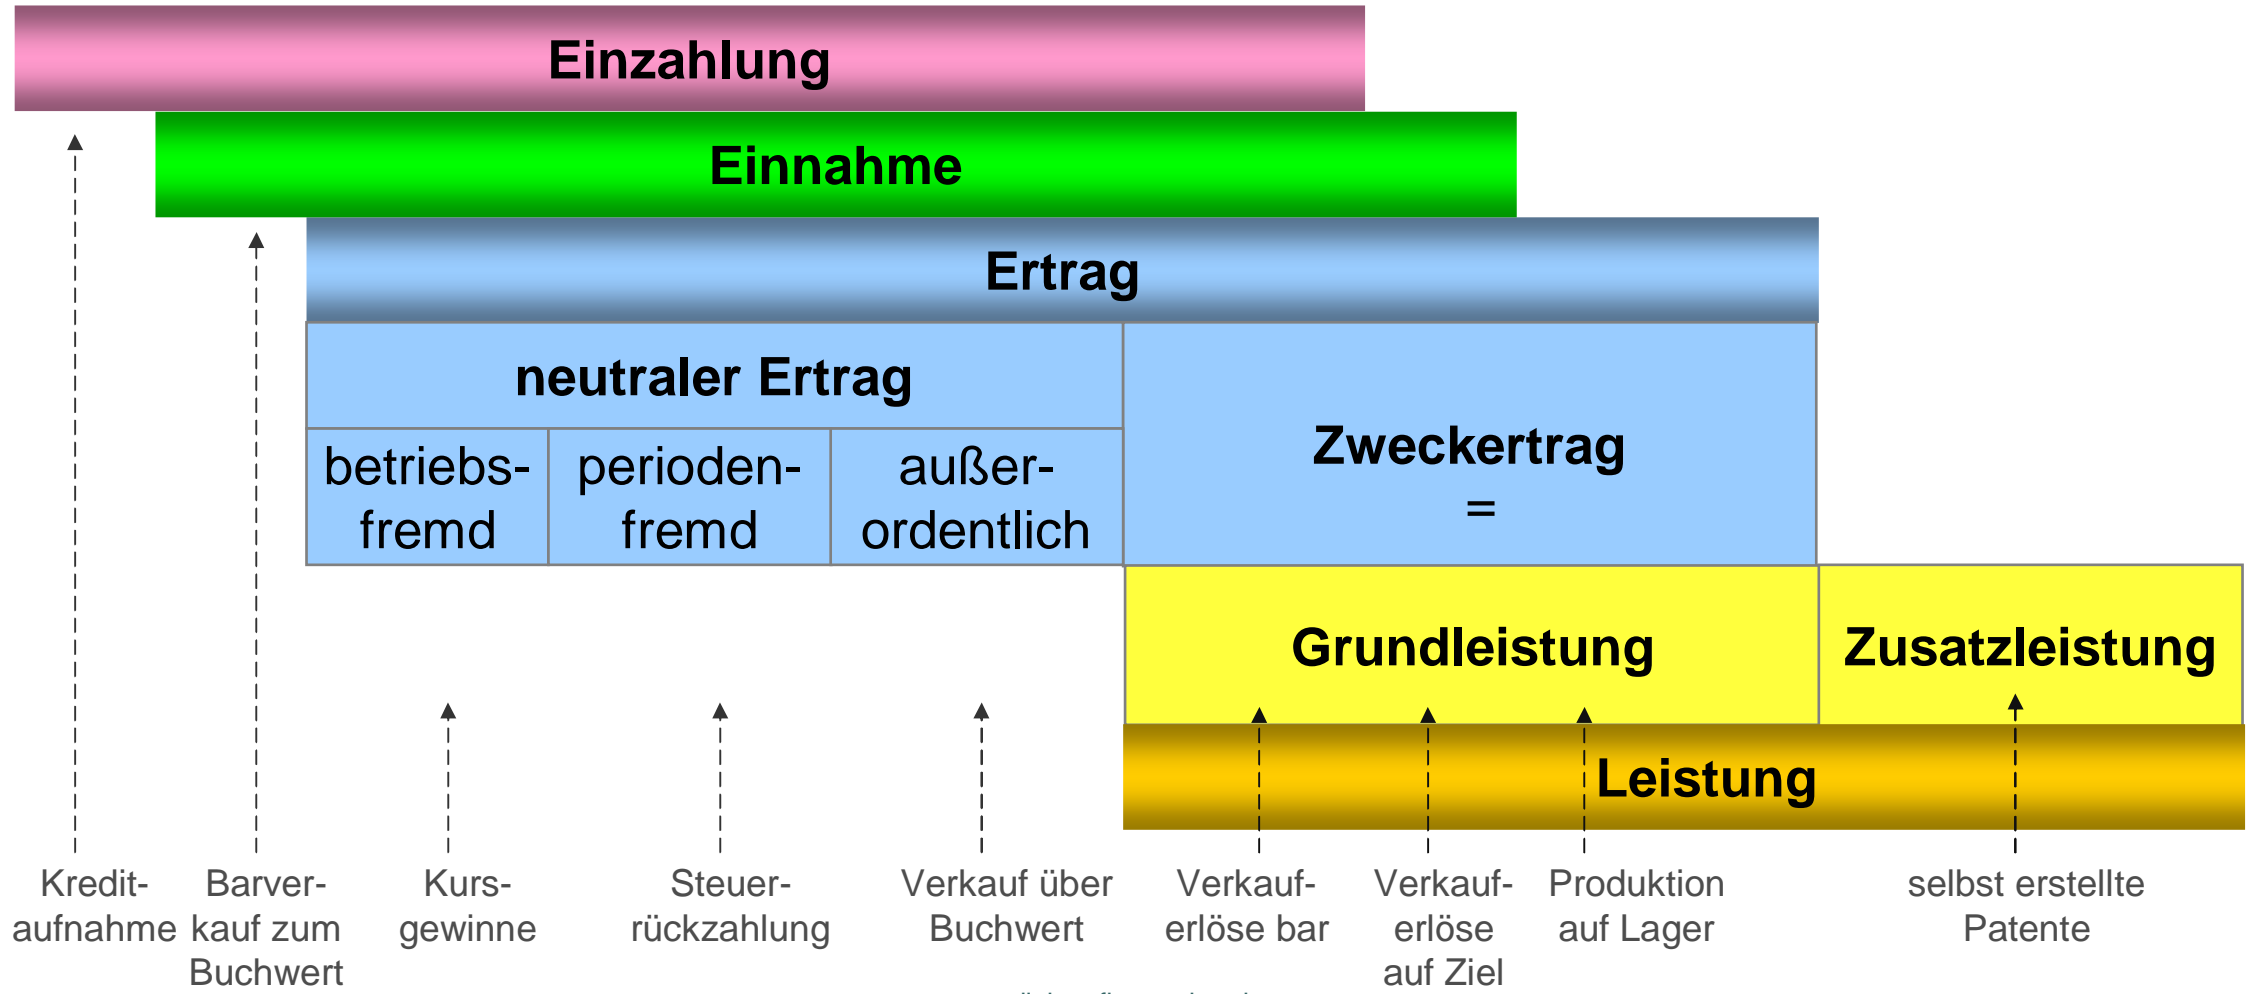 Einzahlung
Einnahme
Ertrag
neutraler Ertrag
betriebs-
fremd
perioden-
fremd
außer-
ordentlich
Zweckertrag
=
Grundleistung
Zusatzleistung
Leistung
Kredit-
aufnahme
Barver-
kauf zum
Buchwert
Kurs-
gewinne
Steuer-
rückzahlung
Verkauf über
Buchwert
Verkauf-
erlöse bar
Verkauf-
erlöse
auf Ziel
Produktion
auf Lager
selbst erstellte
Patente